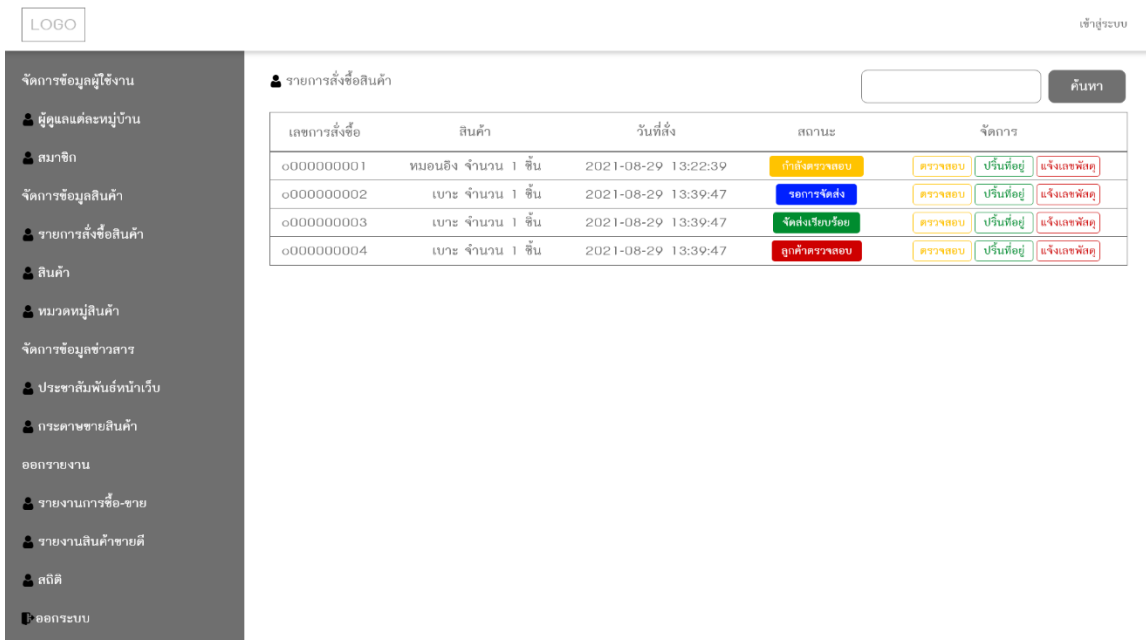 LOGO
เข้าสู่ระบบ
จัดการข้อมูลผู้ใช้งาน
ผู้ดูแลแต่ละหมู่บ้าน
สมาชิก
จัดการข้อมูลสินค้า
รายการสั่งซื้อสินค้า
สินค้า
หมวดหมู่สินค้า
จัดการข้อมูลข่าวสาร
ประชาสัมพันธ์หน้าเว็บ
กระดานขายสินค้า
ออกรายงาน
รายงานการซื้อ-ขาย
รายงานสินค้าขายดี
สถิติ
ออกระบบ
รายการสั่งซื้อสินค้า
ค้นหา
เลขการสั่งซื้อ สินค้า วันที่สั่ง สถานะ จัดการ
o000000001 หมอนอิง จำนวน 1 ชิ้น 2021-08-29 13:22:39 กำลังตรวจสอบ ตรวจสอบ ปริ้นที่อยู่ แจ้งเลขพัสดุ
o000000002 เบาะ จำนวน 1 ชิ้น 2021-08-29 13:39:47 รอการจัดส่ง ตรวจสอบ ปริ้นที่อยู่ แจ้งเลขพัสดุ
o000000003 เบาะ จำนวน 1 ชิ้น 2021-08-29 13:39:47 จัดส่งเรียบร้อย ตรวจสอบ ปริ้นที่อยู่ แจ้งเลขพัสดุ
o000000004 เบาะ จำนวน 1 ชิ้น 2021-08-29 13:39:47 ลูกค้าตรวจสอบ ตรวจสอบ ปริ้นที่อยู่ แจ้งเลขพัสดุ